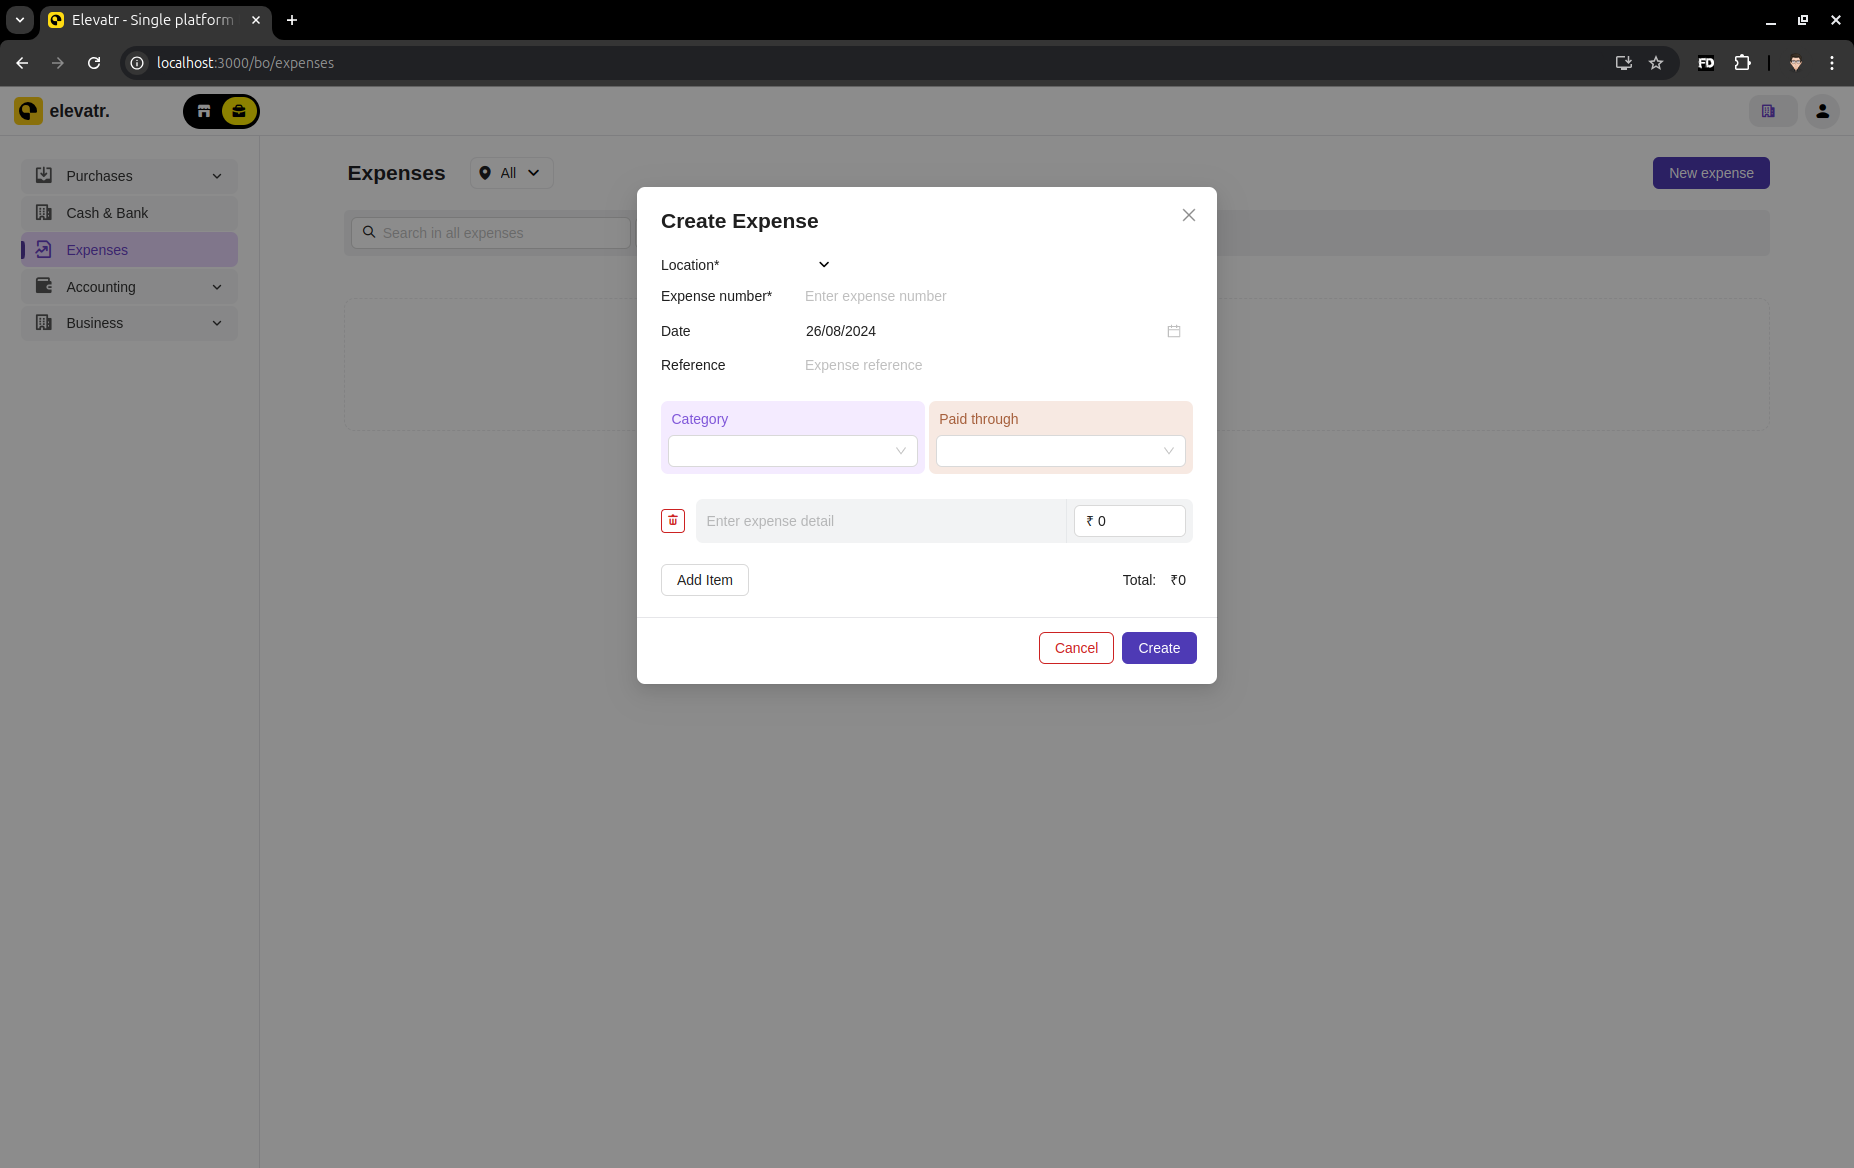 Elevatr - Single platform
localhost:3000/bo/expenses
FD
elevatr.
Purchases
Cash & Bank
Expenses
Accounting
Business
Expenses
All
New expense
Search in all expenses
Create Expense
Location*
Expense number* Enter expense number
Date 26/08/2024
Reference Expense reference
Category Paid through
Enter expense detail ₹ 0
Add Item Total: ₹0
Cancel Create